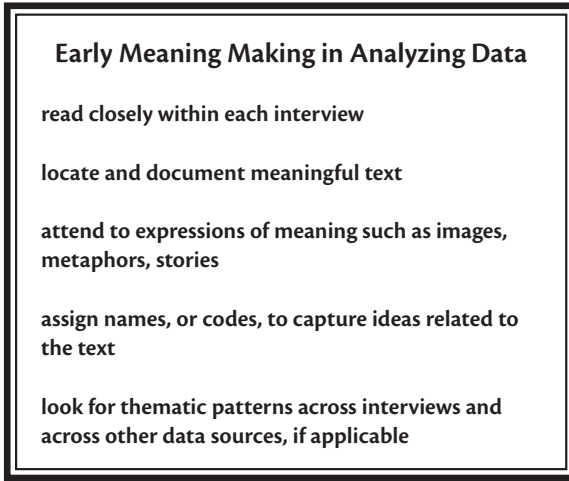 Early Meaning Making in Analyzing Data
read closely within each interview
locate and document meaningful text
attend to expressions of meaning such as images,
metaphors, stories
assign names, or codes, to capture ideas related to
the text
look for thematic patterns across interviews and
across other data sources, if applicable